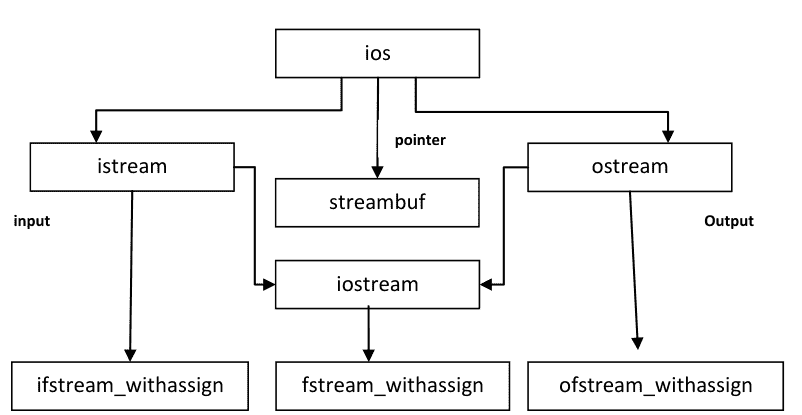 ios
pointer
istream
ostream
streambuf
input
Output
iostream
ifstream_withassign
fstream_withassign
ofstream_withassign